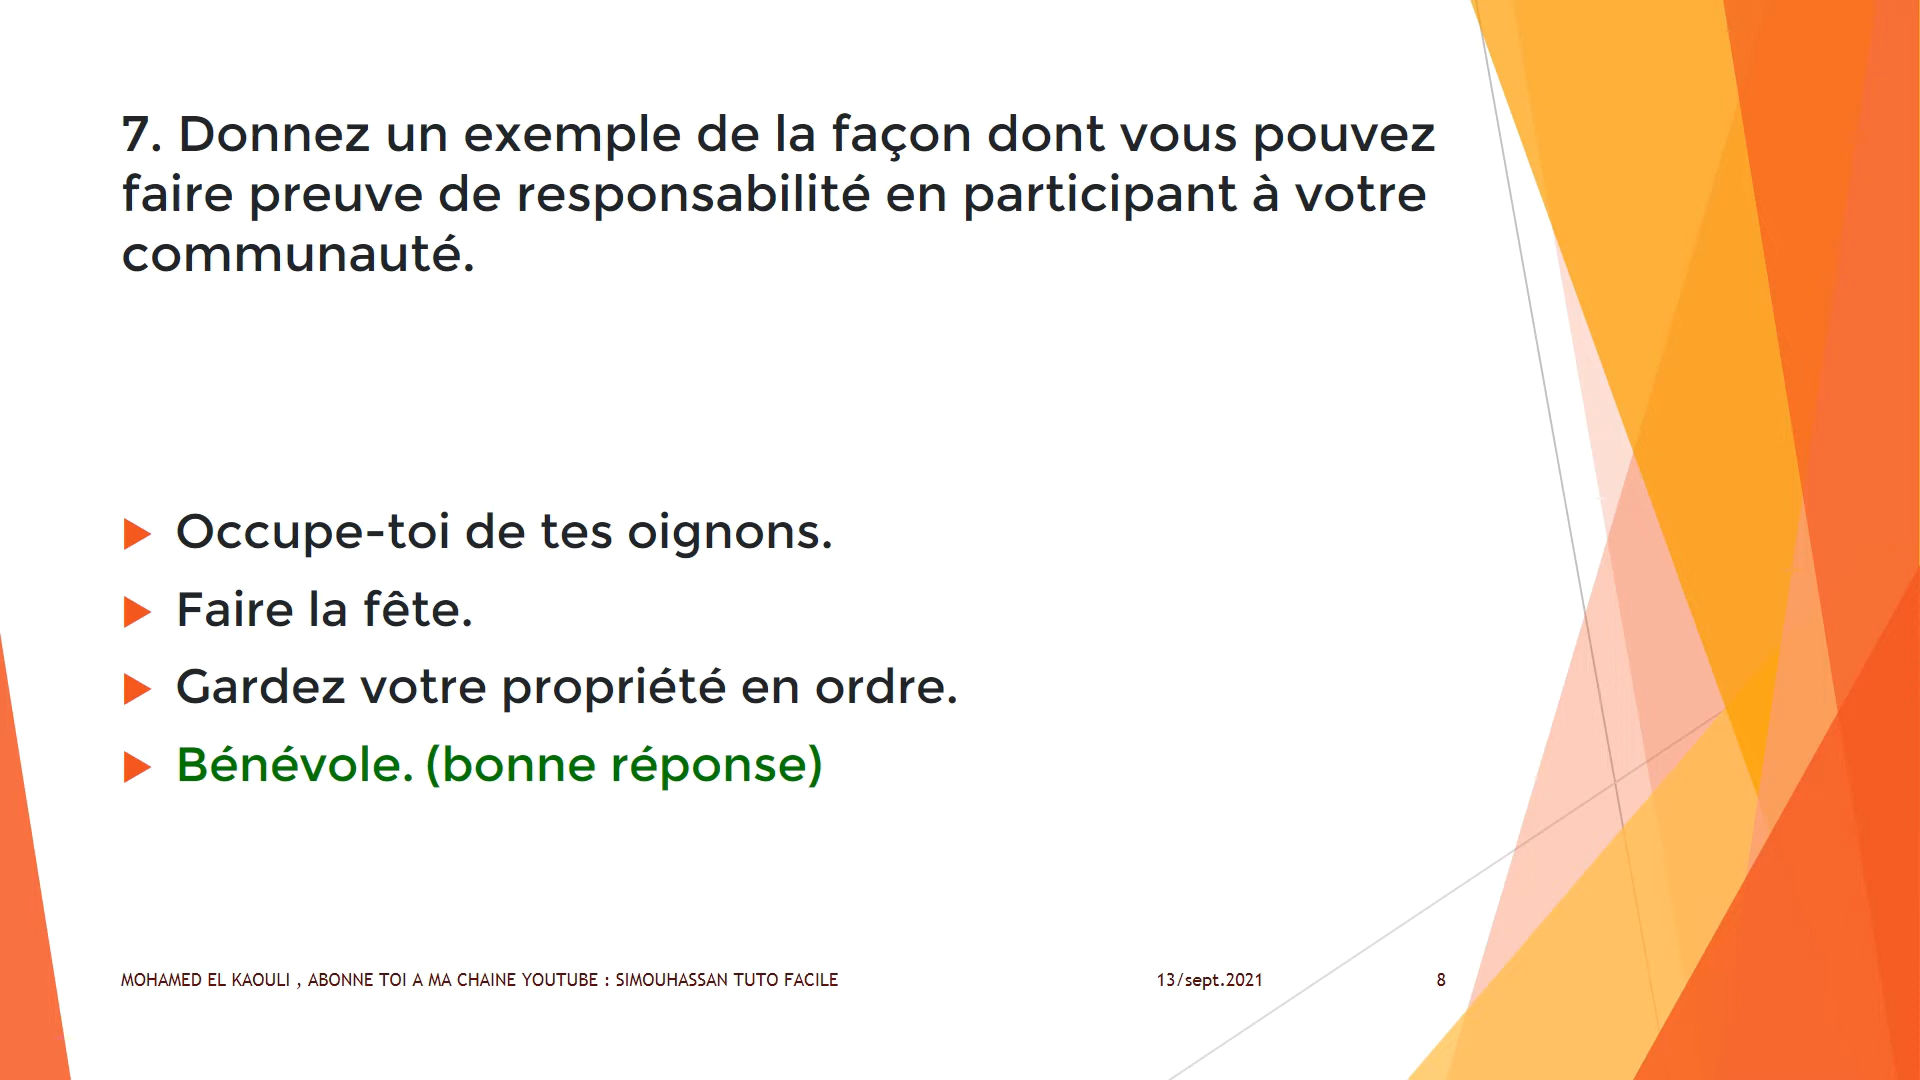 7. Donnez un exemple de la façon dont vous pouvez
faire preuve de responsabilité en participant à votre
communauté.
Occupe-toi de tes oignons.
Faire la fête.
Gardez votre propriété en ordre.
Bénévole. (bonne réponse)
MOHAMED EL KAOULI , ABONNE TOI A MA CHAINE YOUTUBE : SIMOUHASSAN TUTO FACILE
13/sept.2021
8